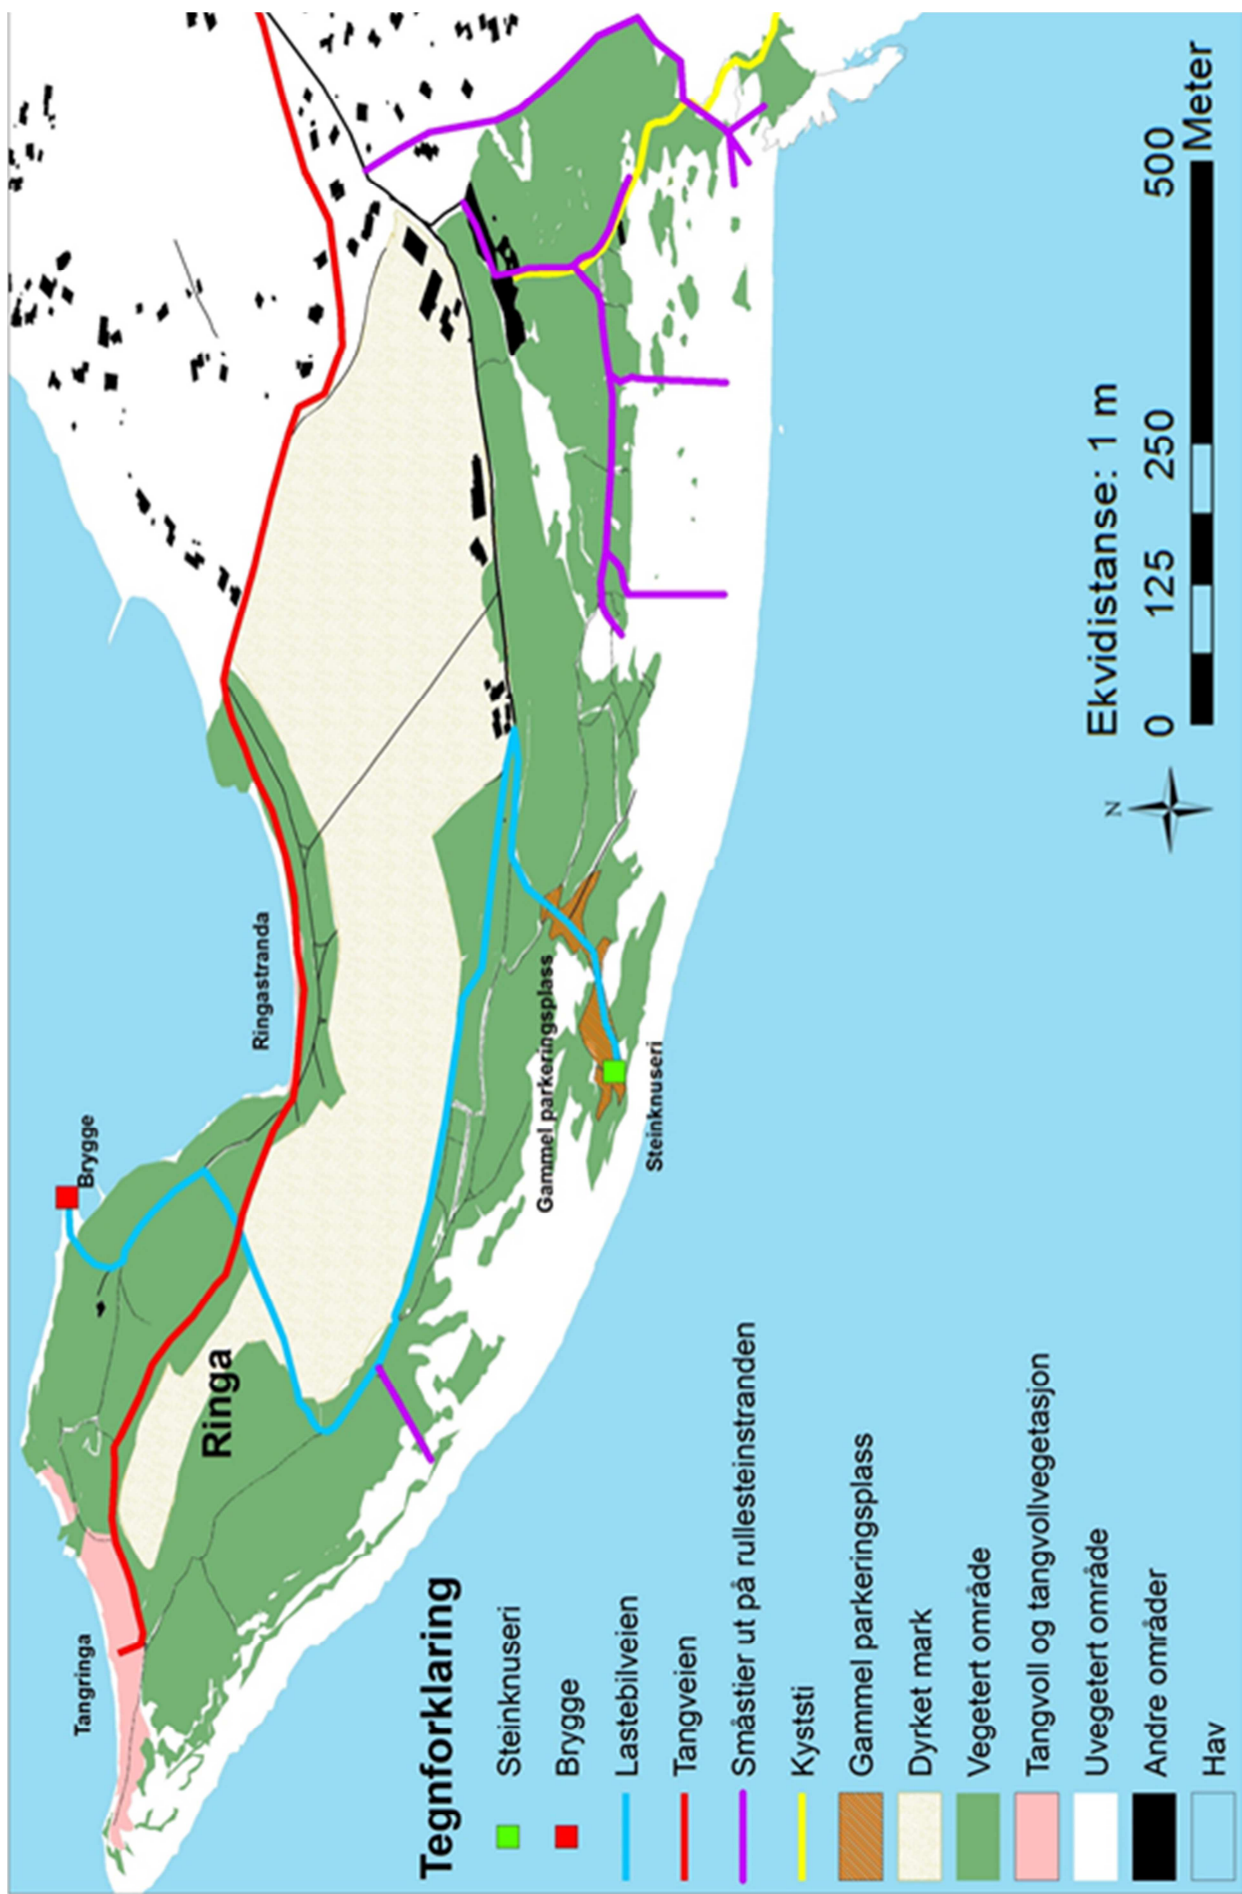 Tangringa
Brygge
Ringa
Ringastranda
Gammel parkeringsplass
Steinknuseri
Tegnforklaring
Steinknuseri
Brygge
Lastebilveien
Tangveien
Småstier ut på rullesteinstranden
Kyststi
Gammel parkeringsplass
Dyrket mark
Vegetert område
Tangvoll og tangvollvegetasjon
Uvegetert område
Andre områder
Hav
N
Ekvidistanse: 1 m
0 125 250 500
Meter